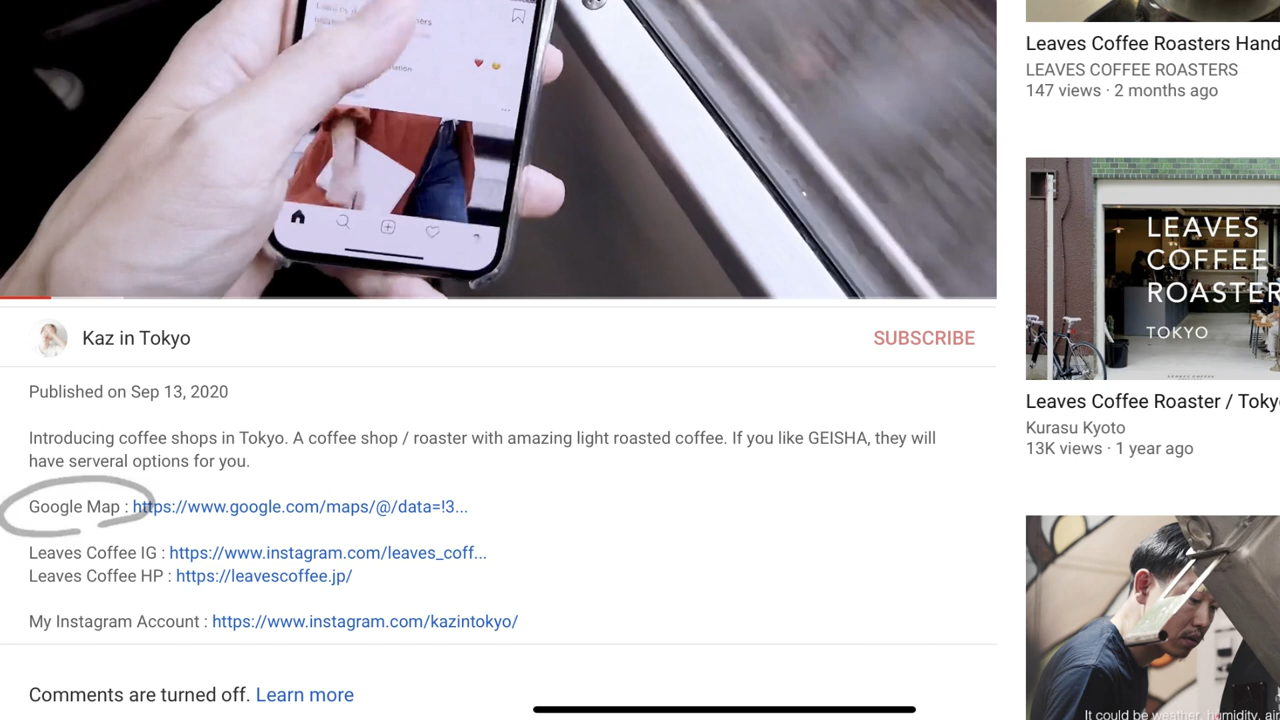 Kaz in Tokyo
SUBSCRIBE
Published on Sep 13, 2020
Introducing coffee shops in Tokyo. A coffee shop / roaster with amazing light roasted coffee. If you like GEISHA, they will
have serveral options for you.
Google Map : https://www.google.com/maps/@/data=!3...
Leaves Coffee IG : https://www.instagram.com/leaves_coff...
Leaves Coffee HP : https://leavescoffee.jp/
My Instagram Account : https://www.instagram.com/kazintokyo/
Comments are turned off. Learn more
Leaves Coffee Roasters Hand
LEAVES COFFEE ROASTERS
147 views · 2 months ago
LEAVES
COFFEE
ROASTER
TOKYO
Leaves Coffee Roaster / Toky
Kurasu Kyoto
13K views · 1 year ago
It could be weather, humidity, air